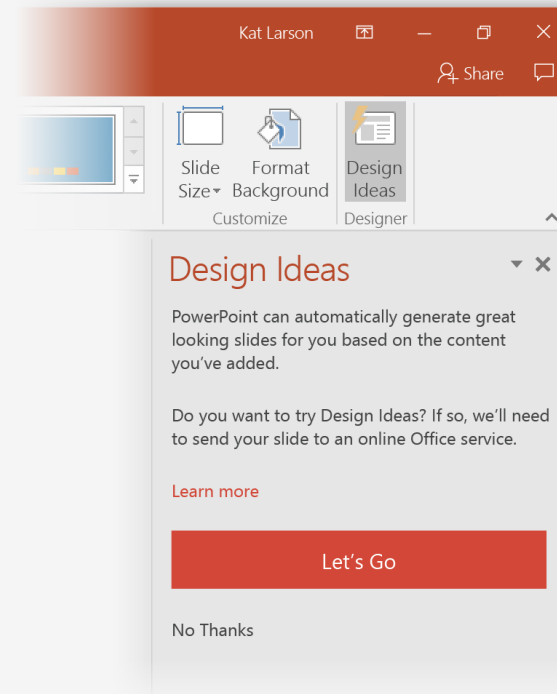 Kat Larson
Share
Slide Size
Format Background
Design Ideas
Customize
Designer
Design Ideas
PowerPoint can automatically generate great
looking slides for you based on the content
you've added.
Do you want to try Design Ideas? If so, we'll need
to send your slide to an online Office service.
Learn more
Let's Go
No Thanks